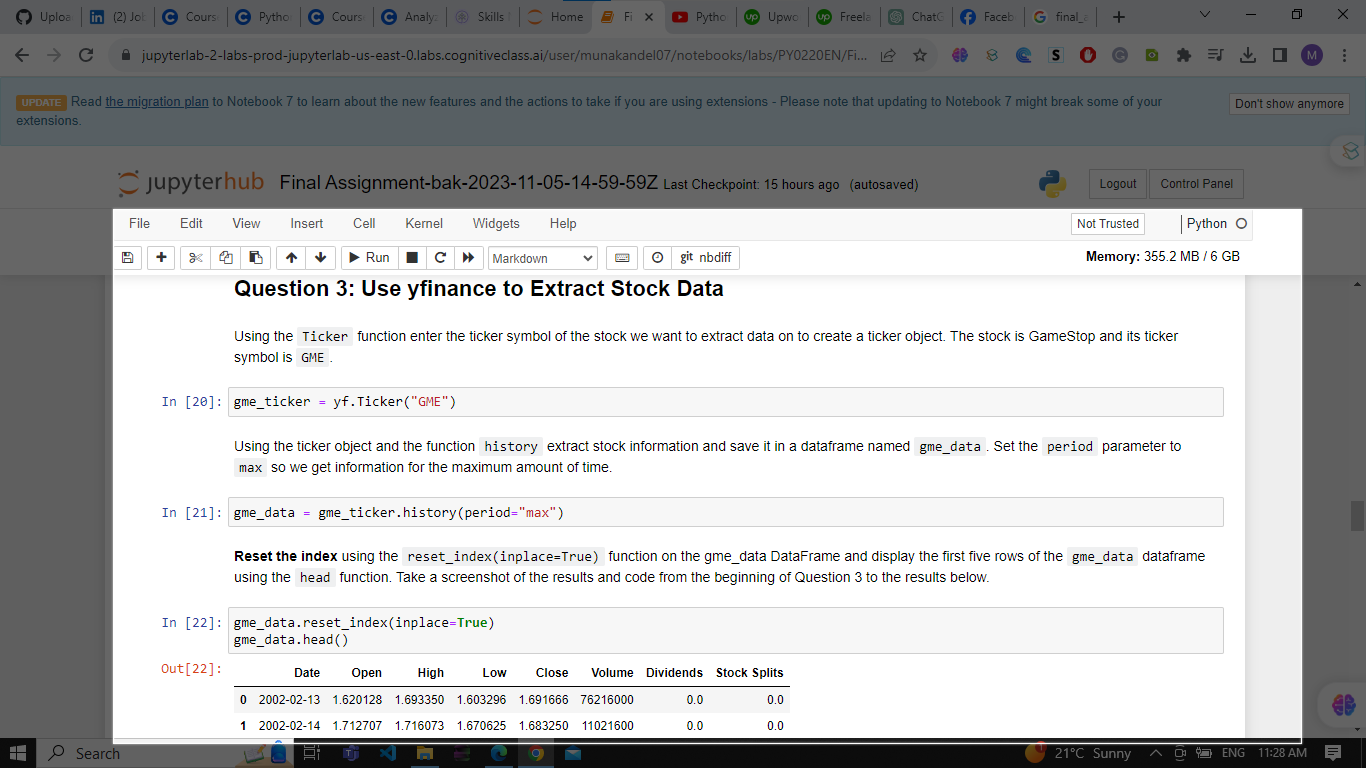 Uploa
(2) Job
Cours
Pytho
Cours
Analyz
Skills
Home
Fi
Pytho
Upwo
Freela
ChatG
Faceb
final_a
jupyterlab-2-labs-prod-jupyterlab-us-east-0.labs.cognitiveclass.ai/user/munakandel07/notebooks/labs/PY0220EN/Fi...
M
UPDATE Read the migration plan to Notebook 7 to learn about the new features and the actions to take if you are using extensions - Please note that updating to Notebook 7 might break some of your
extensions.
Don't show anymore
jupyterhub Final Assignment-bak-2023-11-05-14-59-59Z Last Checkpoint: 15 hours ago (autosaved)
Logout Control Panel
File Edit View Insert Cell Kernel Widgets Help
Not Trusted Python
Run Markdown git nbdiff
Memory: 355.2 MB / 6 GB
Question 3: Use yfinance to Extract Stock Data
Using the Ticker function enter the ticker symbol of the stock we want to extract data on to create a ticker object. The stock is GameStop and its ticker
symbol is GME .
In [20]: gme_ticker = yf.Ticker("GME")
Using the ticker object and the function history extract stock information and save it in a dataframe named gme_data . Set the period parameter to
max so we get information for the maximum amount of time.
In [21]: gme_data = gme_ticker.history(period="max")
Reset the index using the reset_index(inplace=True) function on the gme_data DataFrame and display the first five rows of the gme_data dataframe
using the head function. Take a screenshot of the results and code from the beginning of Question 3 to the results below.
In [22]: gme_data.reset_index(inplace=True)
gme_data.head()
Out[22]:
Date Open High Low Close Volume Dividends Stock Splits
0 2002-02-13 1.620128 1.693350 1.603296 1.691666 76216000 0.0 0.0
1 2002-02-14 1.712707 1.716073 1.670625 1.683250 11021600 0.0 0.0
Search
21°C Sunny
ENG
11:28 AM